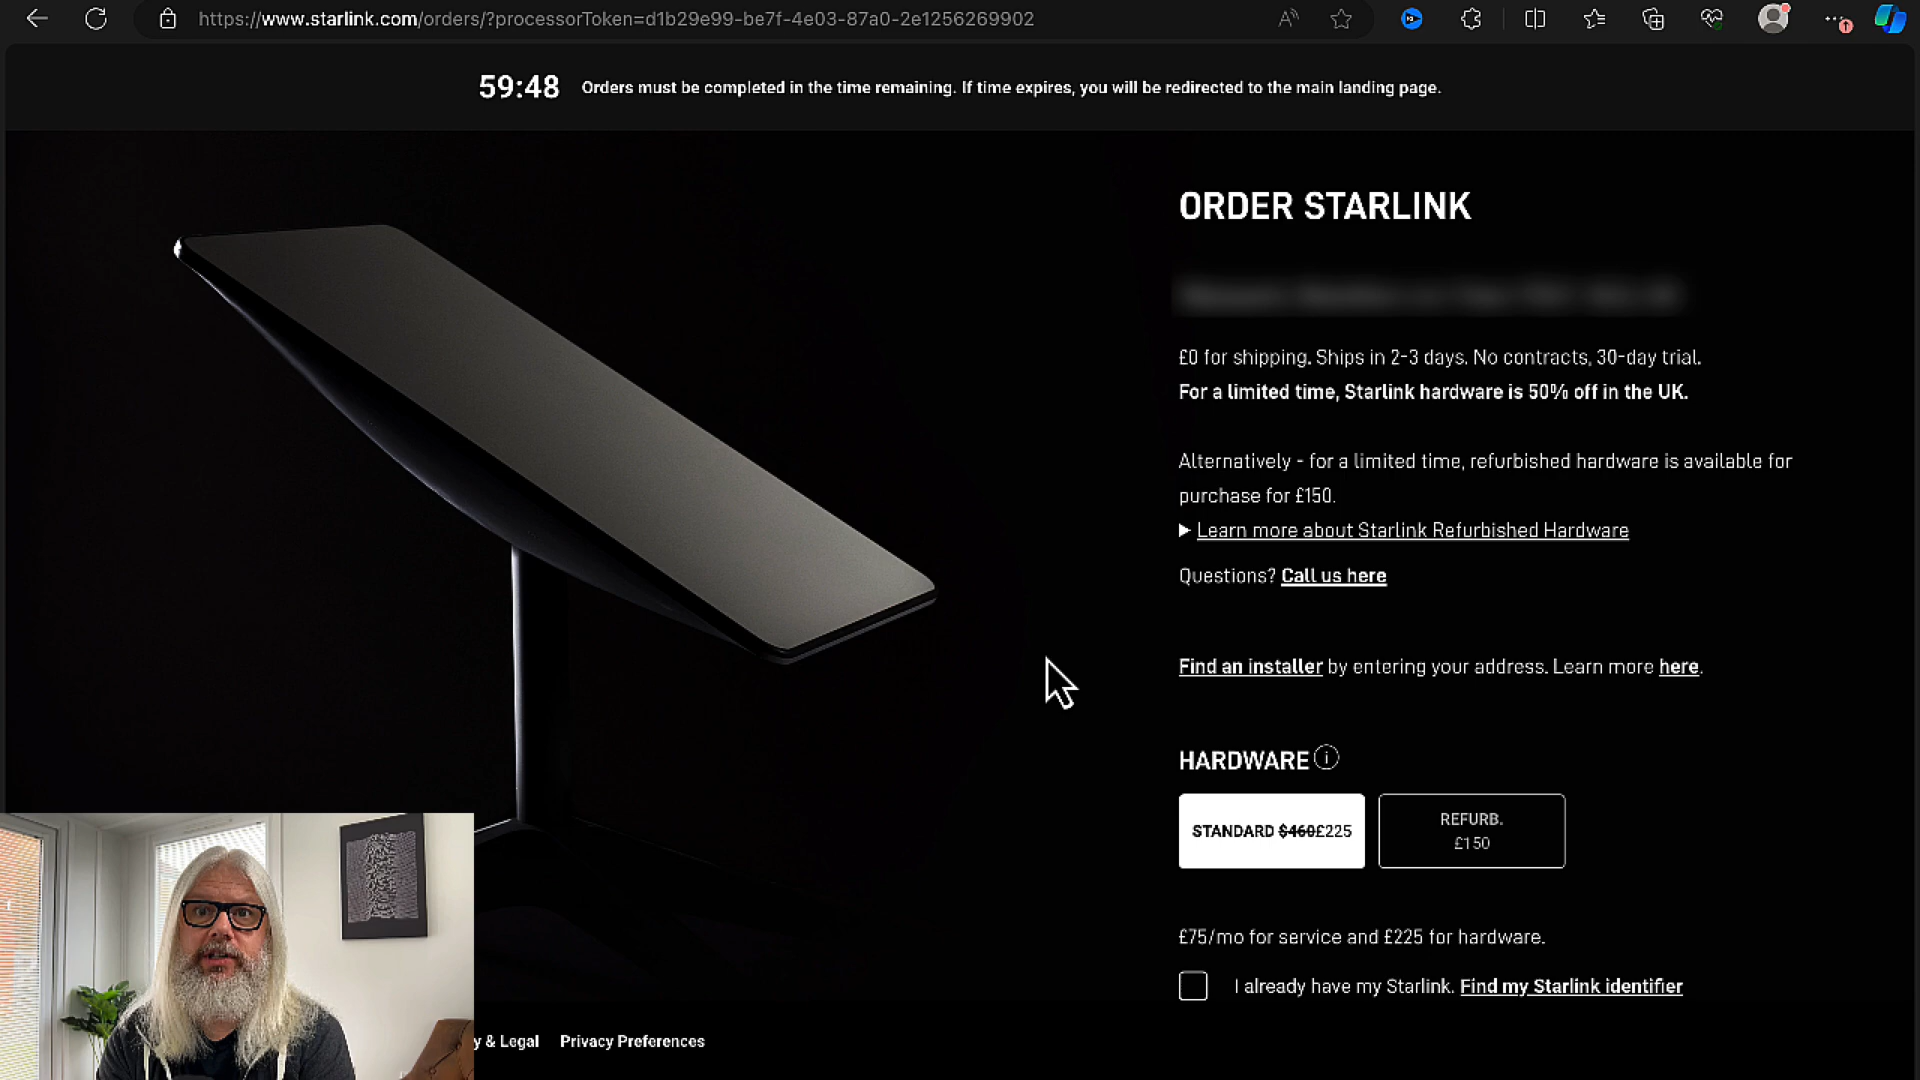 https://www.starlink.com/orders/?processorToken=d1b29e99-be7f-4e03-87a0-2e1256269902
59:48 Orders must be completed in the time remaining. If time expires, you will be redirected to the main landing page.
ORDER STARLINK
£0 for shipping. Ships in 2-3 days. No contracts, 30-day trial.
For a limited time, Starlink hardware is 50% off in the UK.
Alternatively - for a limited time, refurbished hardware is available for
purchase for £150.
Learn more about Starlink Refurbished Hardware
Questions? Call us here
Find an installer by entering your address. Learn more here.
HARDWARE
STANDARD $460£225
REFURB.
£150
£75/mo for service and £225 for hardware.
I already have my Starlink. Find my Starlink identifier
y & Legal Privacy Preferences